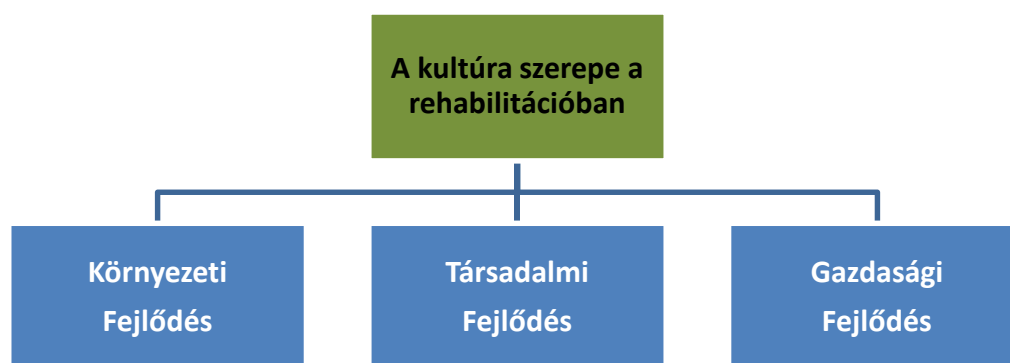 A kultúra szerepe a
rehabilitációban
Környezeti
Fejlődés
Társadalmi
Fejlődés
Gazdasági
Fejlődés